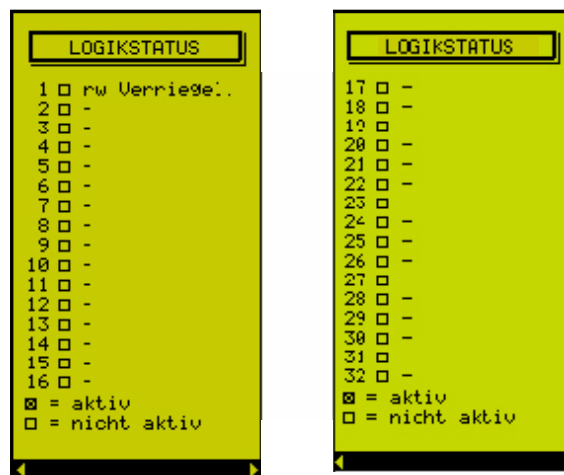 LOGIKSTATUS
1 □ rw Verriegel.
2 □ -
3 □ -
4 □ -
5 □ -
6 □ -
7 □ -
8 □ -
9 □ -
10 □ -
11 □ -
12 □ -
13 □ -
14 □ -
15 □ -
16 □ -
⊠ = aktiv
□ = nicht aktiv
LOGIKSTATUS
17 □ -
18 □ -
19 □
20 □ -
21 □ -
22 □ -
23 □
24 □ -
25 □ -
26 □ -
27 □
28 □ -
29 □ -
30 □ -
31 □
32 □ -
⊠ = aktiv
□ = nicht aktiv